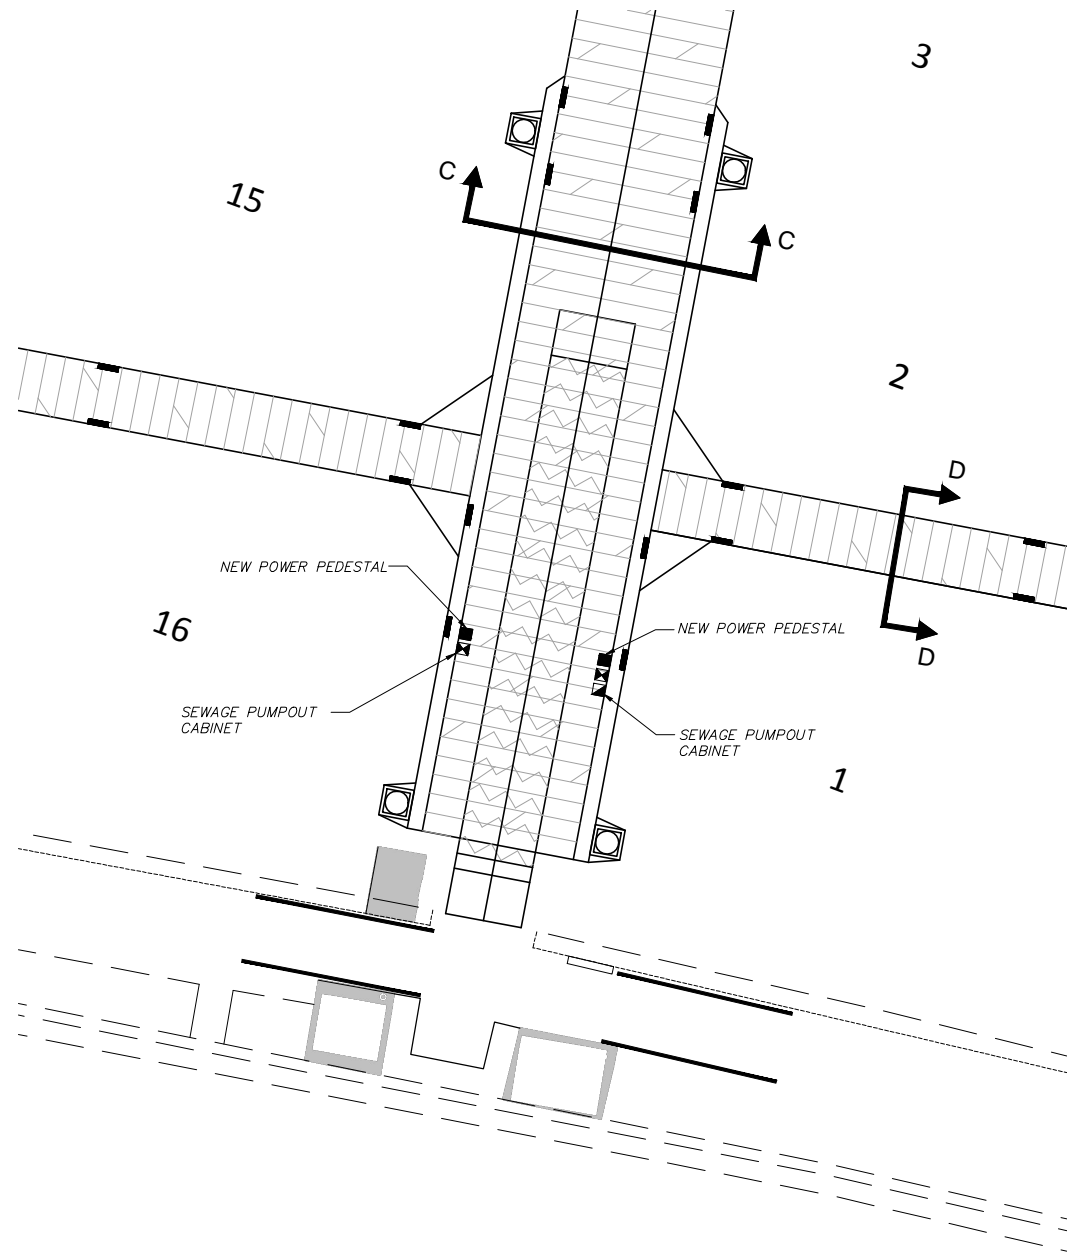 3
15
C
C
2
D
NEW POWER PEDESTAL
16
NEW POWER PEDESTAL
D
SEWAGE PUMPOUT
CABINET
SEWAGE PUMPOUT
CABINET
1